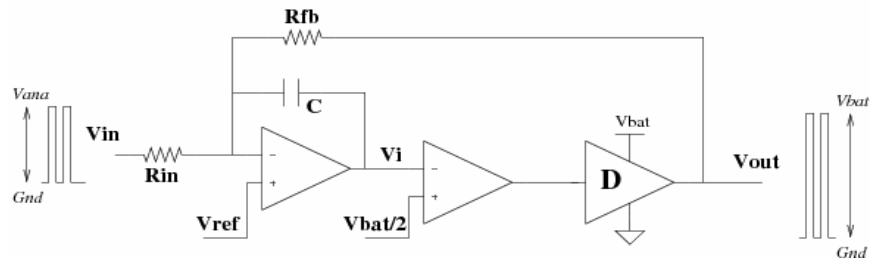 Rfb
Vana
C
Vbat
Vbat
Vin
Vi
Vout
-
-
D
Rin
+
+
Gnd
Vref
Vbat/2
Gnd